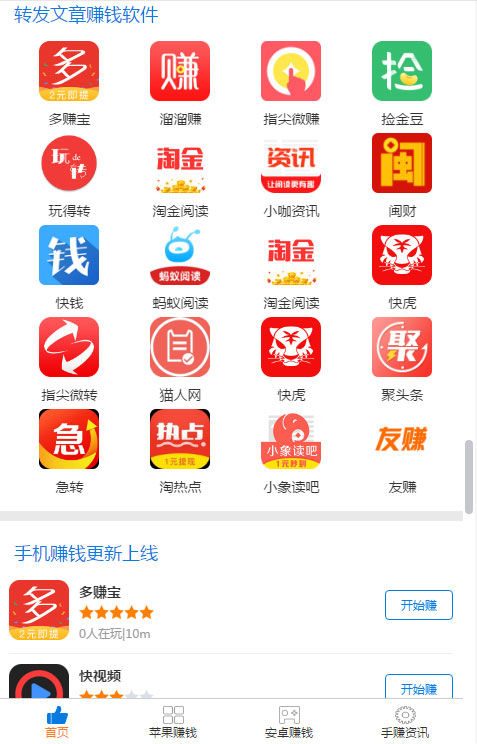 转发文章赚钱软件
多
2元即提
赚
捡
多赚宝
溜溜赚
指尖微赚
捡金豆
玩de转
淘金
资讯
让阅读更有趣
闽
玩得转
淘金阅读
小咖资讯
闽财
钱
蚂蚁阅读
淘金
快钱
蚂蚁阅读
淘金阅读
快虎
聚
指尖微转
猫人网
快虎
聚头条
急
热点
1元提现
小象读吧
1元秒到
友赚
急转
淘热点
小象读吧
友赚
手机赚钱更新上线
多
2元即提
多赚宝
0人在玩|10m
开始赚
快视频
开始赚
首页
苹果赚钱
安卓赚钱
手赚资讯